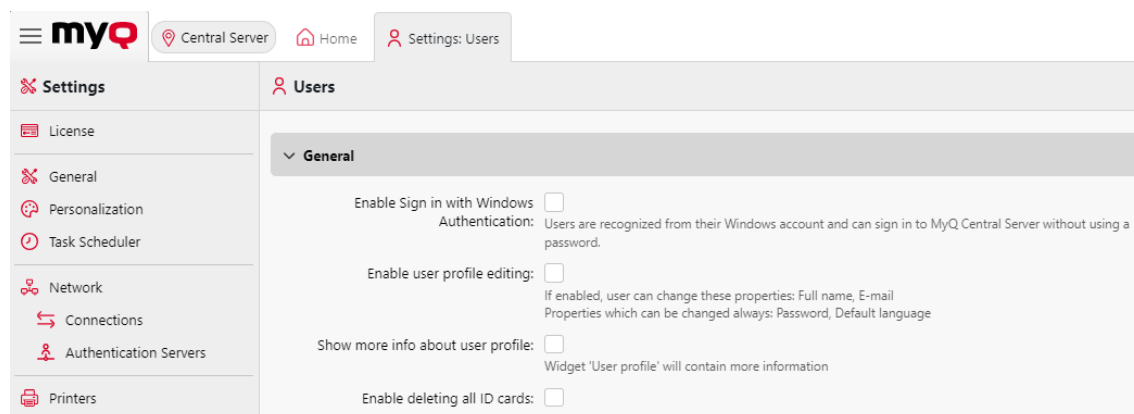 myQ
Central Server
Home
Settings: Users
Settings
Users
License
General
General
Enable Sign in with Windows
Authentication:
Users are recognized from their Windows account and can sign in to MyQ Central Server without using a
password.
Personalization
Task Scheduler
Enable user profile editing:
If enabled, user can change these properties: Full name, E-mail
Properties which can be changed always: Password, Default language
Network
Connections
Authentication Servers
Show more info about user profile:
Widget 'User profile' will contain more information
Printers
Enable deleting all ID cards: